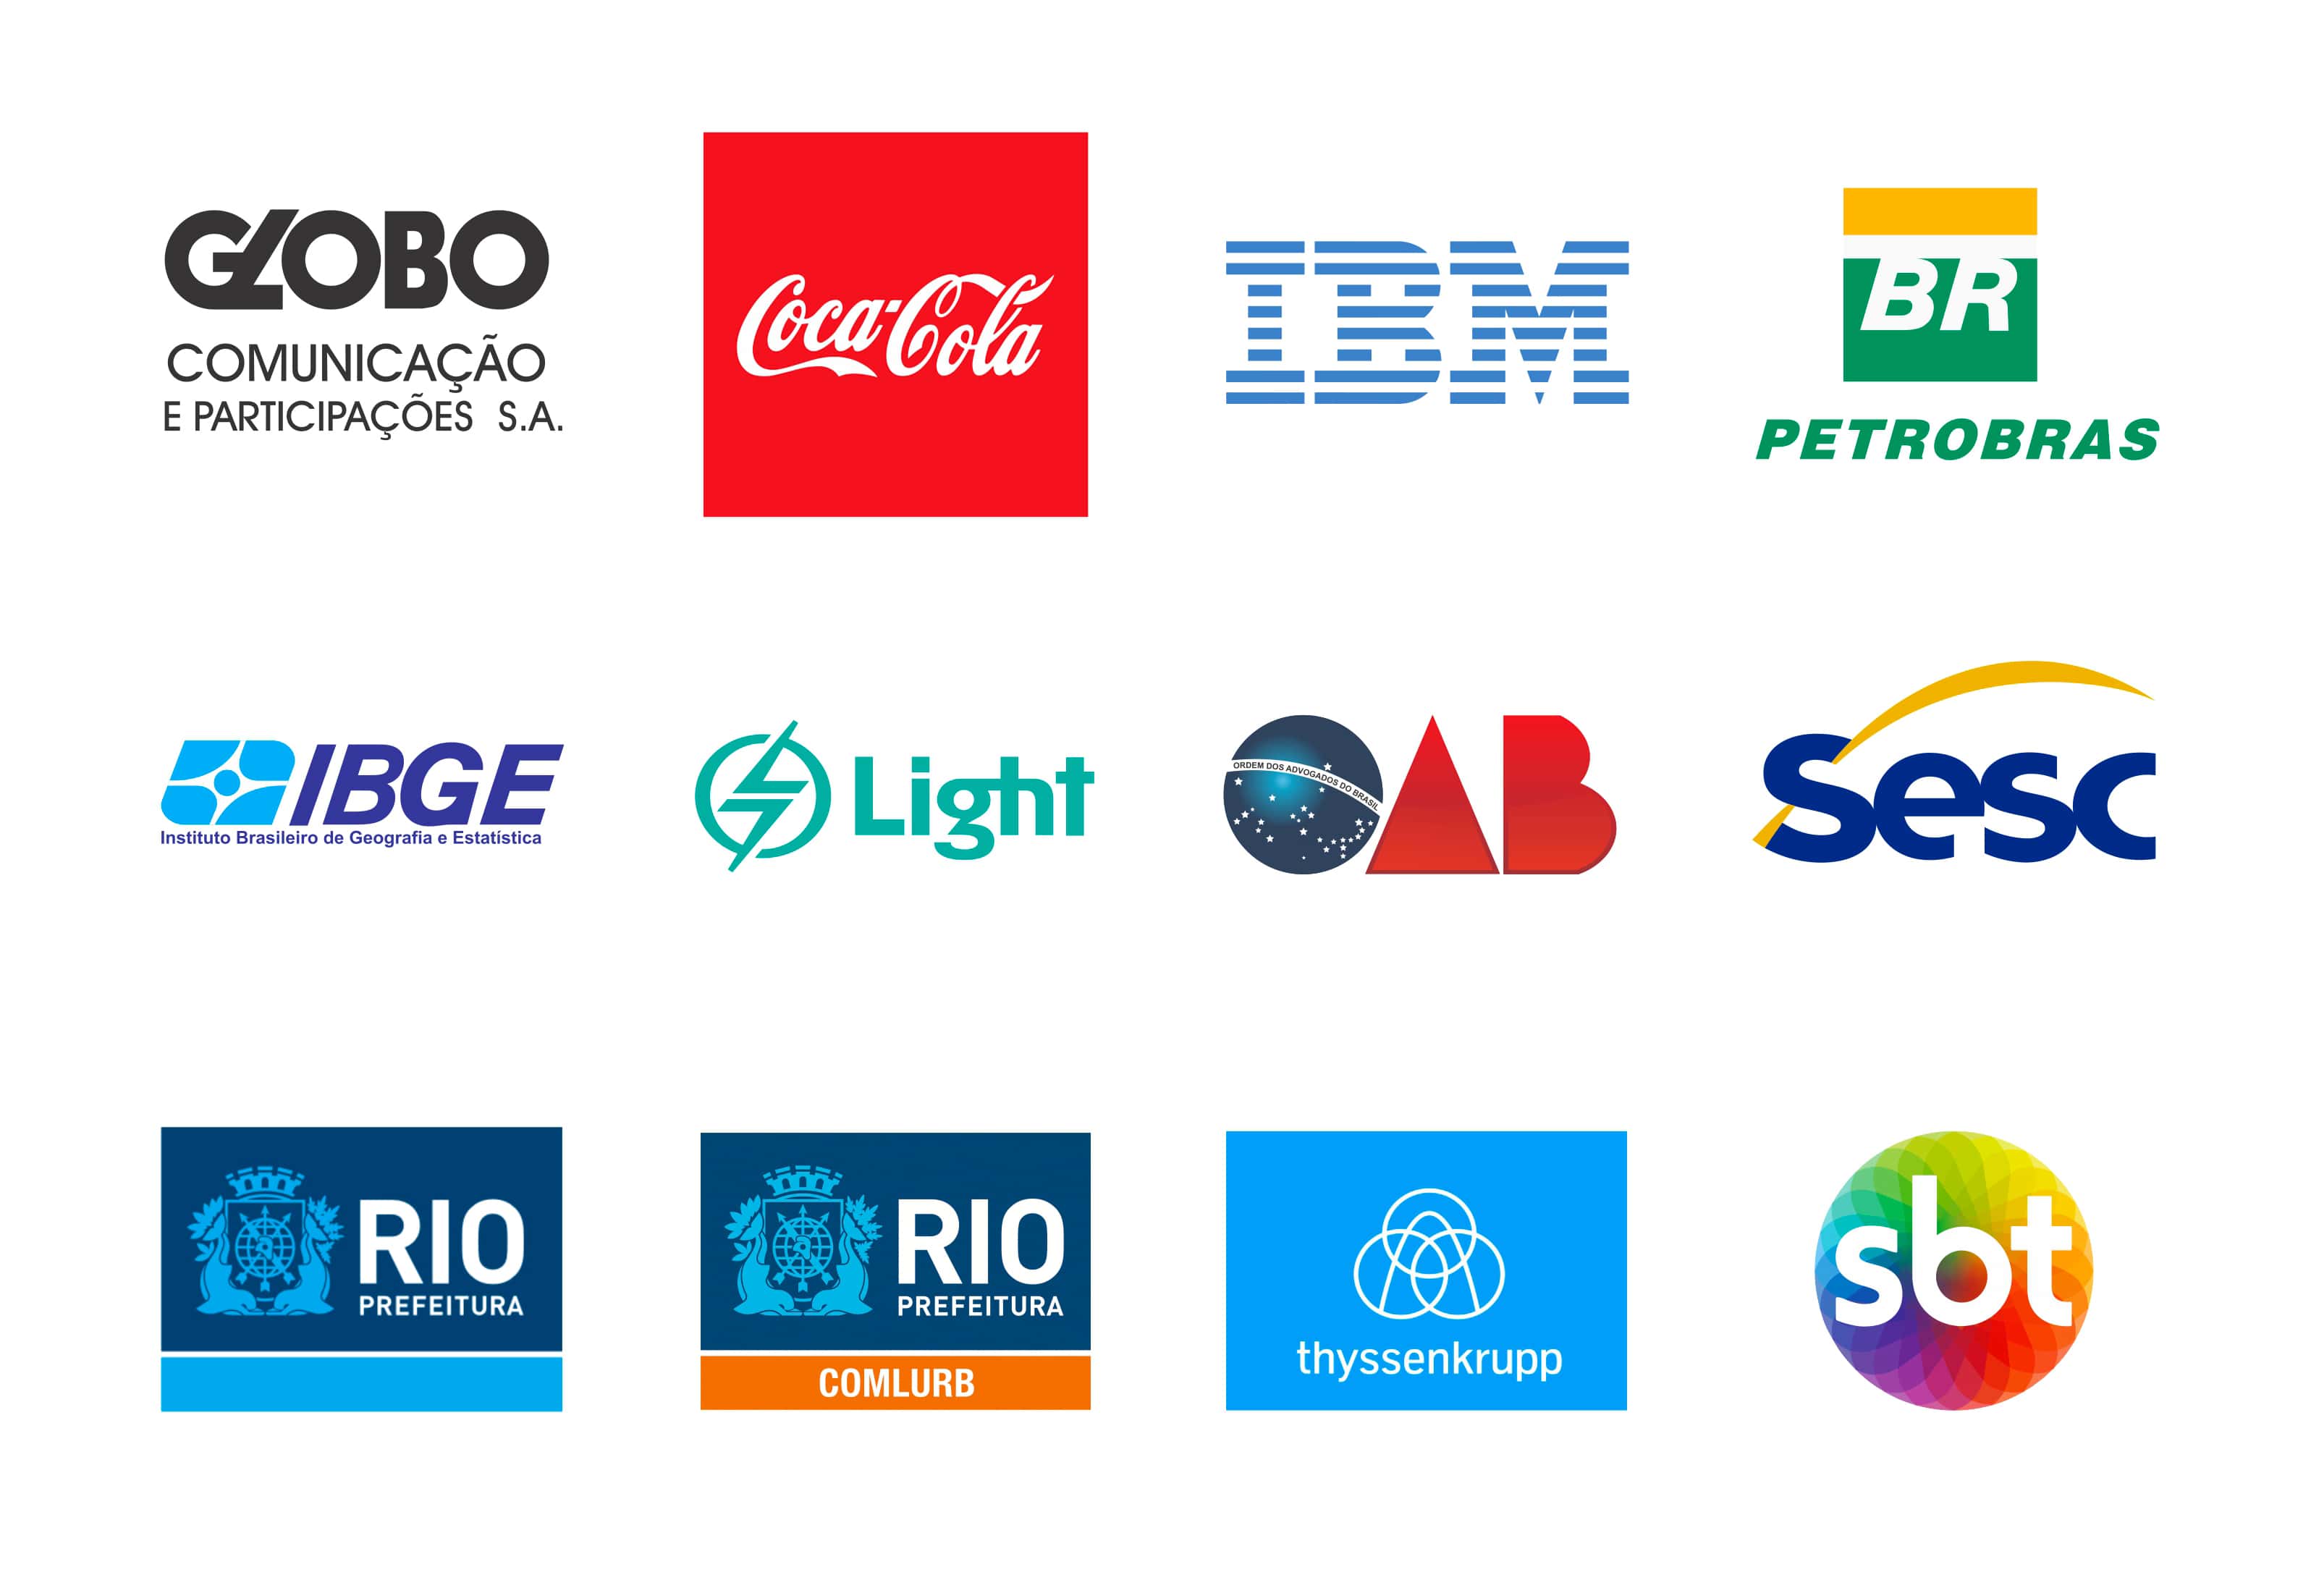 GLOBO
COMUNICAÇÃO
E PARTICIPAÇÕES S.A.
Coca-Cola
IBM
BR
PETROBRAS
IBGE
Instituto Brasileiro de Geografia e Estatística
Light
OAB
ORDEM DOS ADVOGADOS DO BRASIL
Sesc
RIO
PREFEITURA
RIO
PREFEITURA
COMLURB
thyssenkrupp
sbt